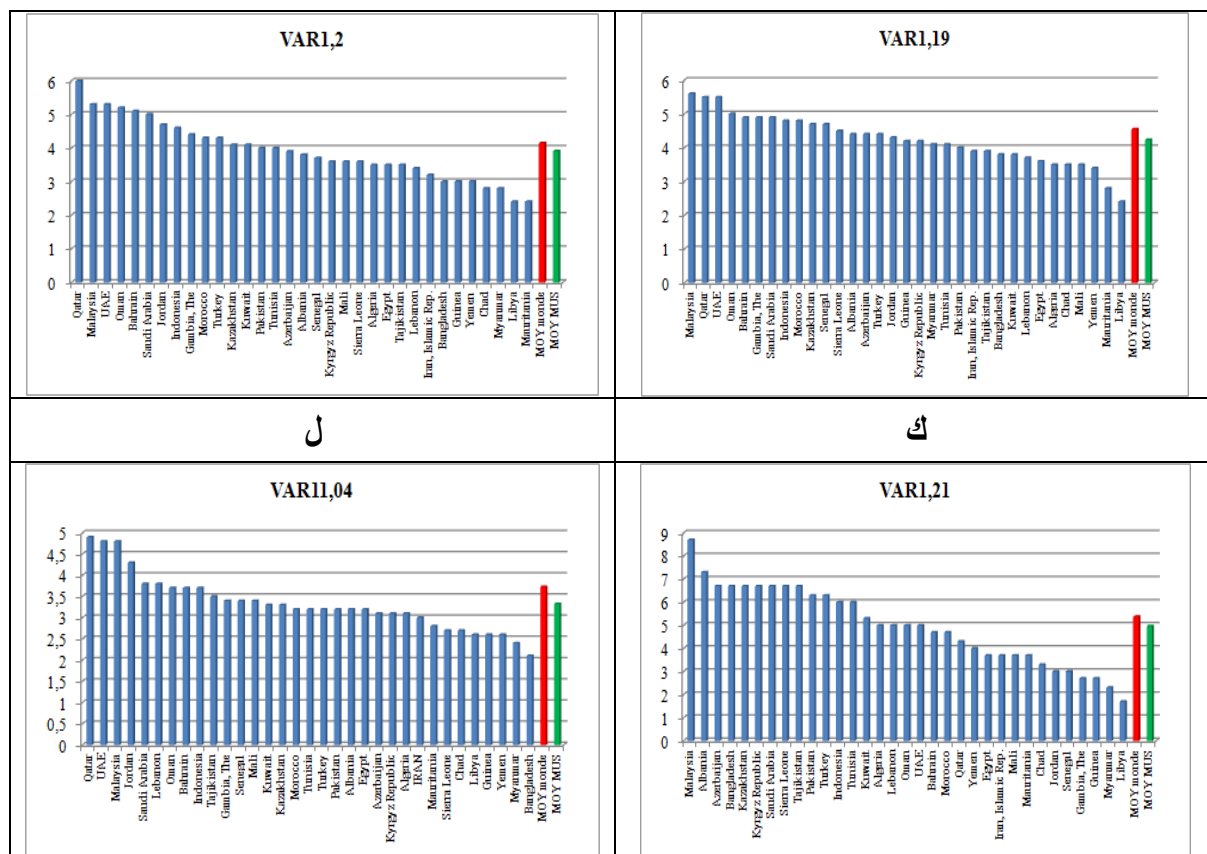 VAR1,2
6
5
4
3
2
1
0
Qatar
Malaysia
UAE
Oman
Bahrain
Saudi Arabia
Jordan
Indonesia
Gambia, The
Morocco
Turkey
Kazakhstan
Kuwait
Pakistan
Tunisia
Azerbaijan
Albania
Senegal
Kyrgyz Republic
Mali
Sierra Leone
Algeria
Egypt
Tajikistan
Lebanon
Iran, Islamic Rep.
Bangladesh
Guinea
Yemen
Chad
Myanmar
Libya
Mauritania
MOY monde
MOY MUS
VAR1,19
6
5
4
3
2
1
0
Malaysia
Qatar
UAE
Oman
Bahrain
Gambia, The
Saudi Arabia
Indonesia
Morocco
Kazakhstan
Senegal
Sierra Leone
Albania
Azerbaijan
Turkey
Jordan
Guinea
Kyrgyz Republic
Myanmar
Tunisia
Pakistan
Iran, Islamic Rep.
Tajikistan
Bangladesh
Kuwait
Lebanon
Egypt
Algeria
Chad
Mali
Yemen
Mauritania
Libya
MOY monde
MOY MUS
ل
ك
VAR11,04
5
4,5
4
3,5
3
2,5
2
1,5
1
0,5
0
Qatar
UAE
Malaysia
Jordan
Saudi Arabia
Lebanon
Oman
Bahrain
Indonesia
Tajikistan
Gambia, The
Senegal
Mali
Kuwait
Kazakhstan
Morocco
Tunisia
Turkey
Pakistan
Albania
Egypt
Azerbaijan
Kyrgyz Republic
Algeria
IRAN
Mauritania
Sierra Leone
Chad
Libya
Guinea
Yemen
Myanmar
Bangladesh
MOY monde
MOY MUS
VAR1,21
9
8
7
6
5
4
3
2
1
0
Malaysia
Albania
Azerbaijan
Bangladesh
Kazakhstan
Kyrgyz Republic
Saudi Arabia
Sierra Leone
Tajikistan
Pakistan
Turkey
Indonesia
Tunisia
Kuwait
Algeria
Lebanon
Oman
UAE
Bahrain
Morocco
Qatar
Yemen
Egypt
Iran, Islamic Rep.
Mali
Mauritania
Chad
Jordan
Senegal
Gambia, The
Guinea
Myanmar
Libya
MOY monde
MOY MUS